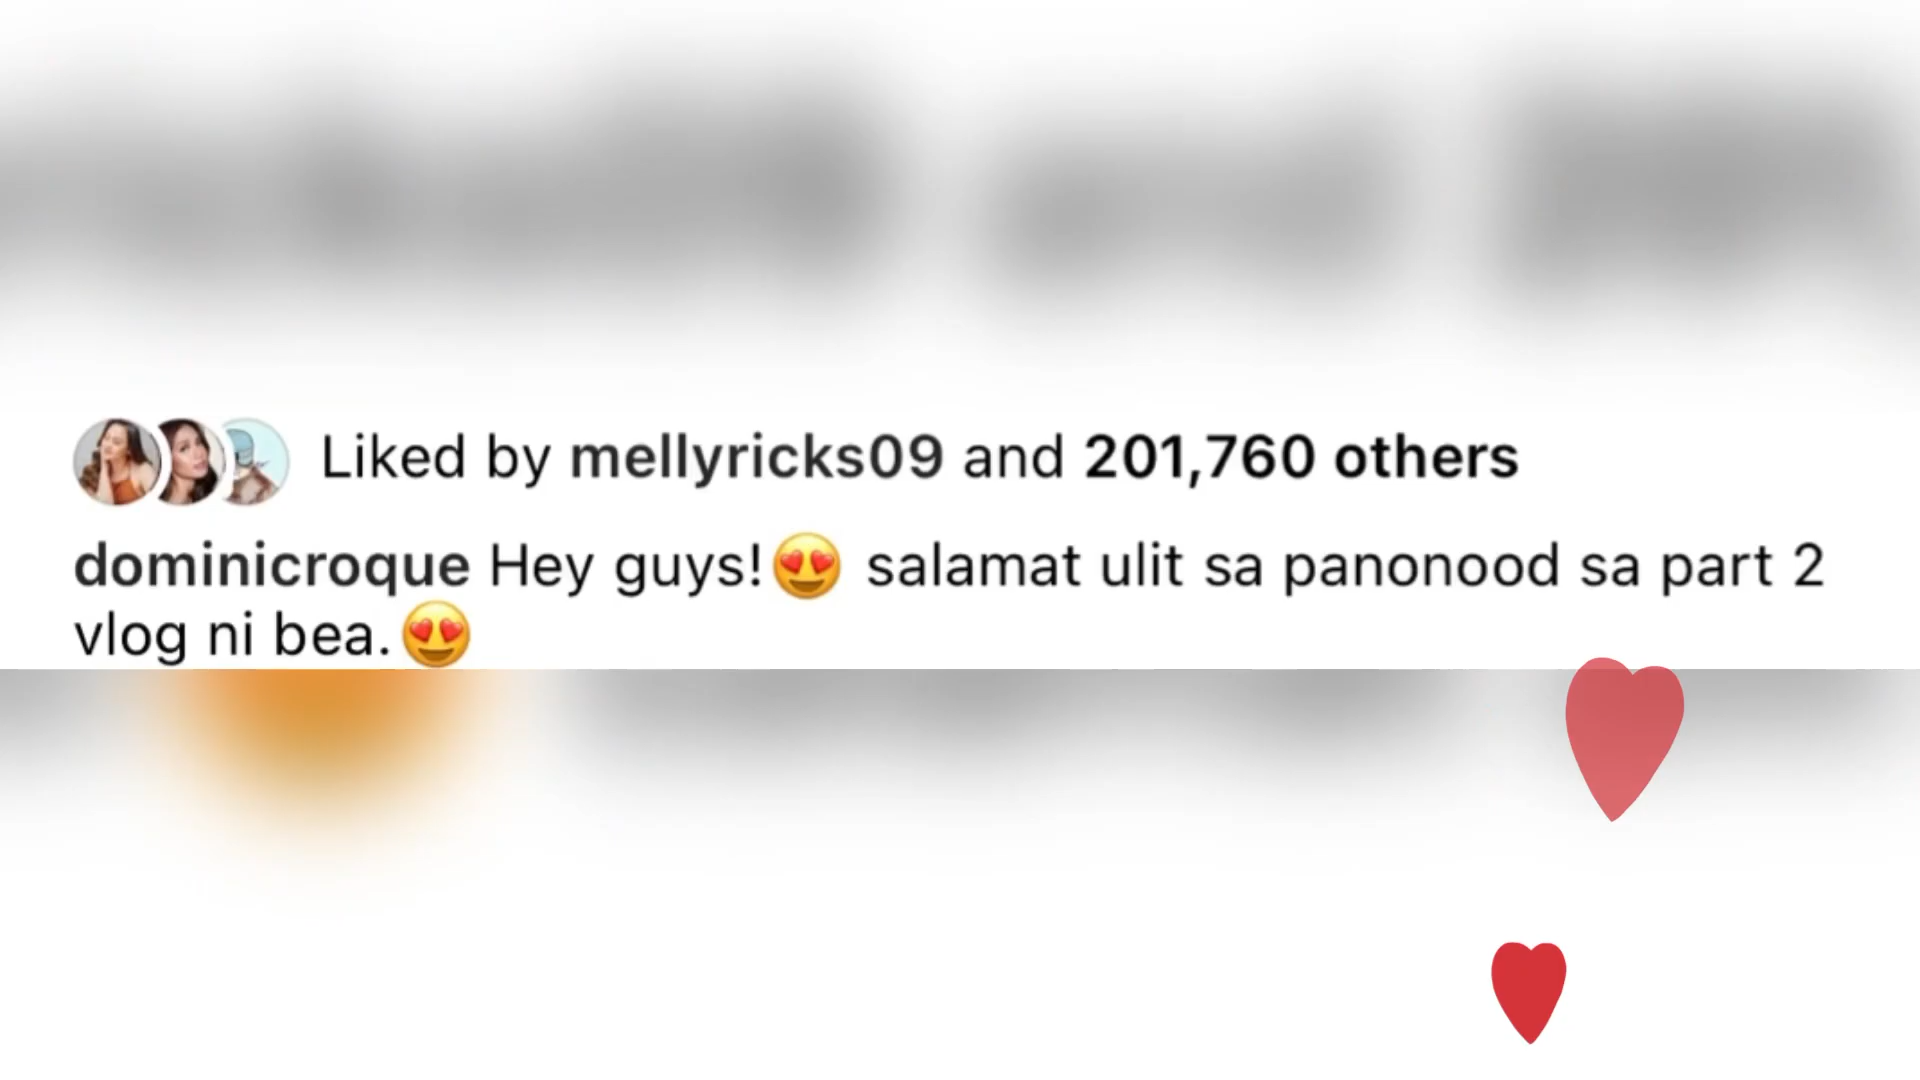 Liked by mellyricks09 and 201,760 others
dominicroque Hey guys!😍 salamat ulit sa panonood sa part 2
vlog ni bea.😍